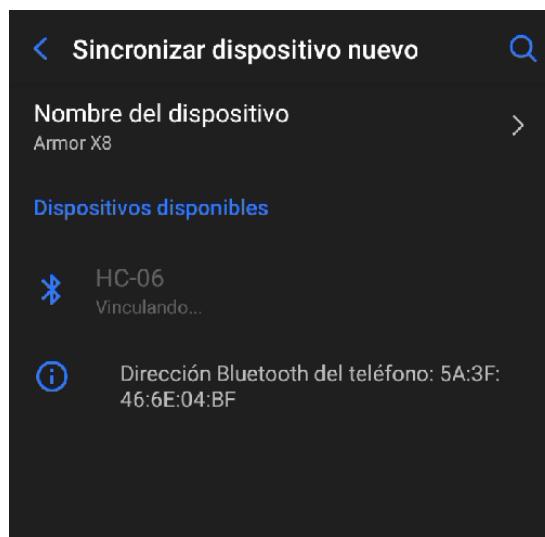 Sincronizar dispositivo nuevo
Nombre del dispositivo
Armor X8
Dispositivos disponibles
HC-06
Vinculando...
Dirección Bluetooth del teléfono: 5A:3F:
46:6E:04:BF